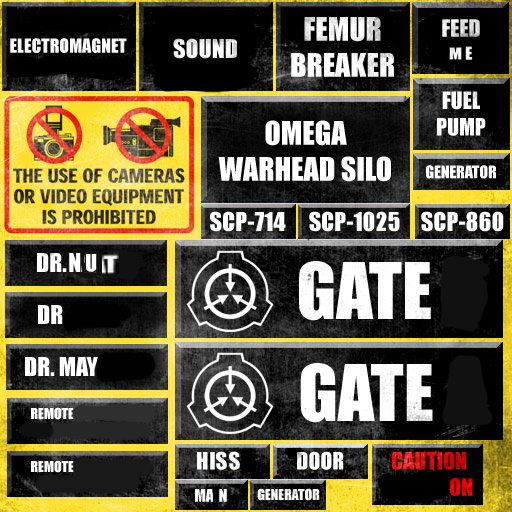 ELECTROMAGNET
SOUND
FEMUR
BREAKER
FEED
M E
THE USE OF CAMERAS
OR VIDEO EQUIPMENT
IS PROHIBITED
OMEGA
WARHEAD SILO
FUEL
PUMP
GENERATOR
SCP-714
SCP-1025
SCP-860
DR.N U T
DR
DR. MAY
REMOTE
REMOTE
GATE
GATE
HISS
DOOR
MA N
GENERATOR
CAUTION
ON